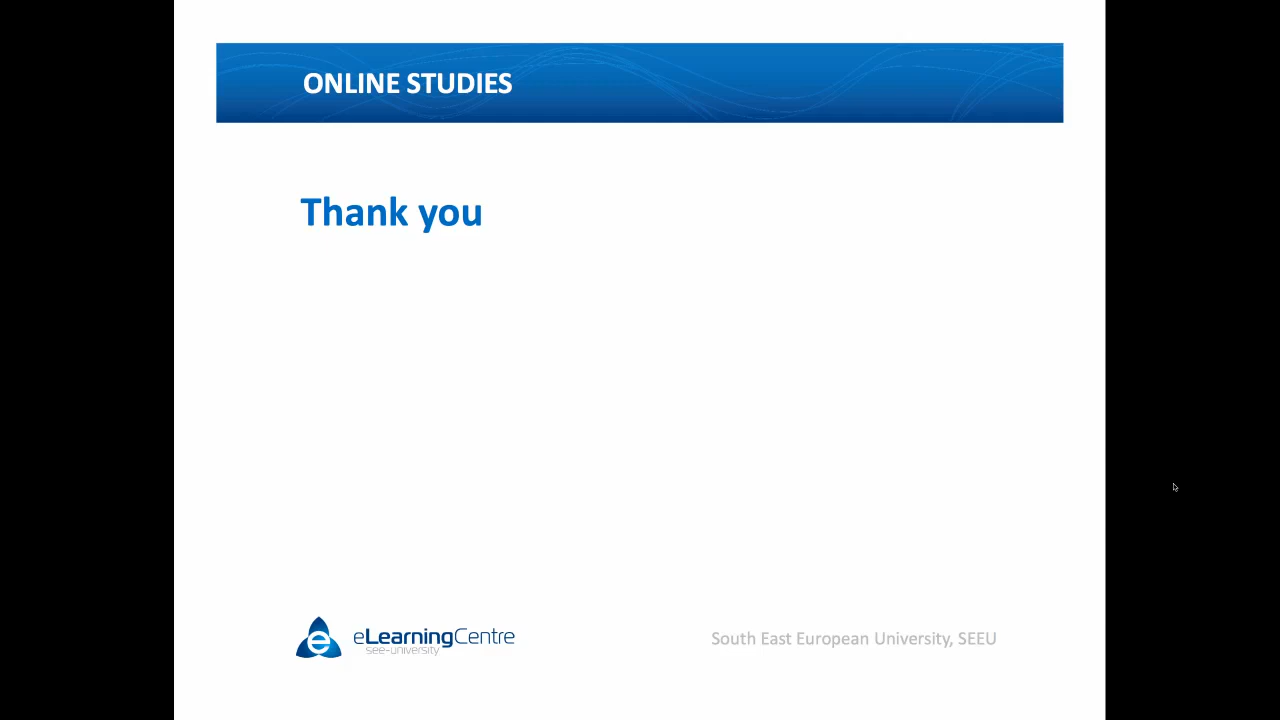 ONLINE STUDIES
Thank you
e
eLearningCentre
see-university
South East European University, SEEU